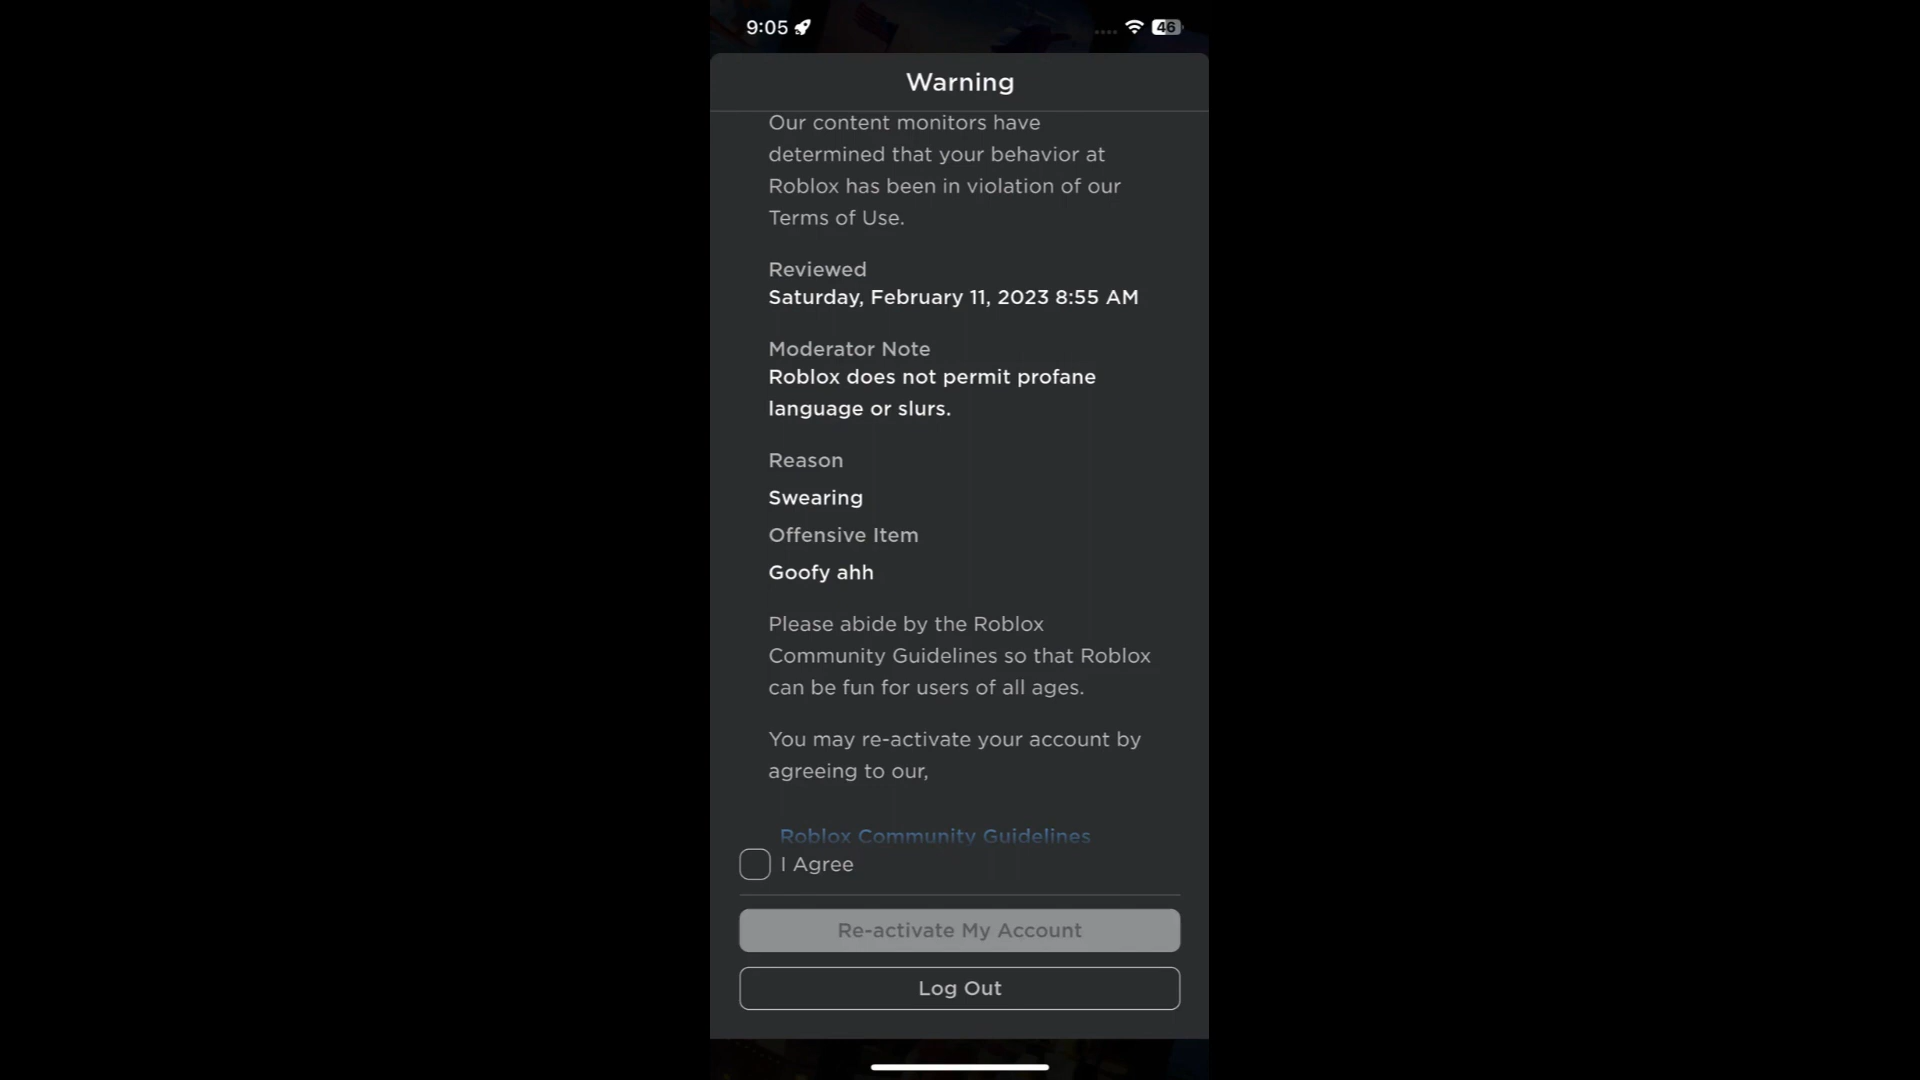 9:05
46
Warning
Our content monitors have
determined that your behavior at
Roblox has been in violation of our
Terms of Use.
Reviewed
Saturday, February 11, 2023 8:55 AM
Moderator Note
Roblox does not permit profane
language or slurs.
Reason
Swearing
Offensive Item
Goofy ahh
Please abide by the Roblox
Community Guidelines so that Roblox
can be fun for users of all ages.
You may re-activate your account by
agreeing to our,
Roblox Community Guidelines
I Agree
Re-activate My Account
Log Out